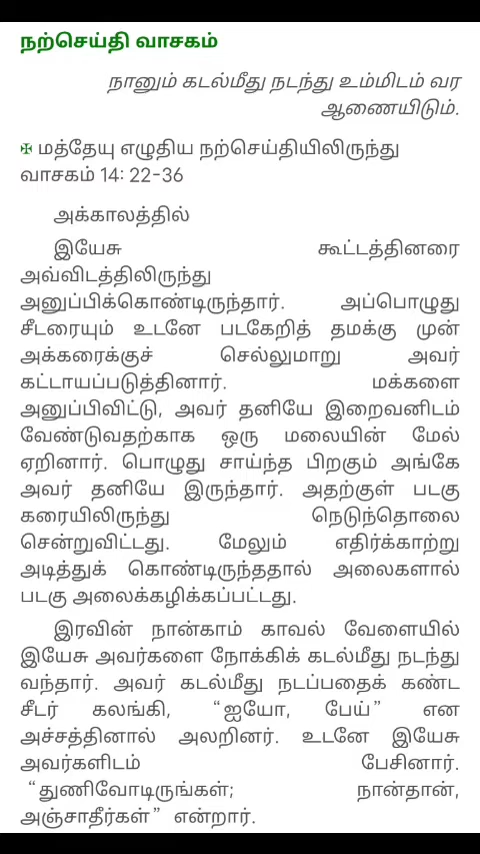 நற்செய்தி வாசகம்
நானும் கடல்மீது நடந்து உம்மிடம் வர
ஆணையிடும்.
✠ மத்தேயு எழுதிய நற்செய்தியிலிருந்து
வாசகம் 14: 22-36
அக்காலத்தில்
இயேசு கூட்டத்தினரை
அவ்விடத்திலிருந்து
அனுப்பிக்கொண்டிருந்தார். அப்பொழுது
சீடரையும் உடனே படகேறித் தமக்கு முன்
அக்கரைக்குச் செல்லுமாறு அவர்
கட்டாயப்படுத்தினார். மக்களை
அனுப்பிவிட்டு, அவர் தனியே இறைவனிடம்
வேண்டுவதற்காக ஒரு மலையின் மேல்
ஏறினார். பொழுது சாய்ந்த பிறகும் அங்கே
அவர் தனியே இருந்தார். அதற்குள் படகு
கரையிலிருந்து நெடுந்தொலை
சென்றுவிட்டது. மேலும் எதிர்க்காற்று
அடித்துக் கொண்டிருந்ததால் அலைகளால்
படகு அலைக்கழிக்கப்பட்டது.
இரவின் நான்காம் காவல் வேளையில்
இயேசு அவர்களை நோக்கிக் கடல்மீது நடந்து
வந்தார். அவர் கடல்மீது நடப்பதைக் கண்ட
சீடர் கலங்கி, “ஐயோ, பேய்” என
அச்சத்தினால் அலறினர். உடனே இயேசு
அவர்களிடம் பேசினார்.
“துணிவோடிருங்கள்; நான்தான்,
அஞ்சாதீர்கள்” என்றார்.